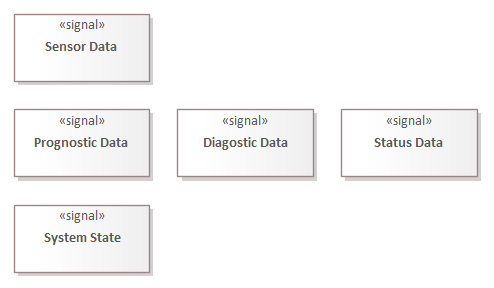 «signal»
Sensor Data
«signal»
Prognostic Data
«signal»
Diagostic Data
«signal»
Status Data
«signal»
System State